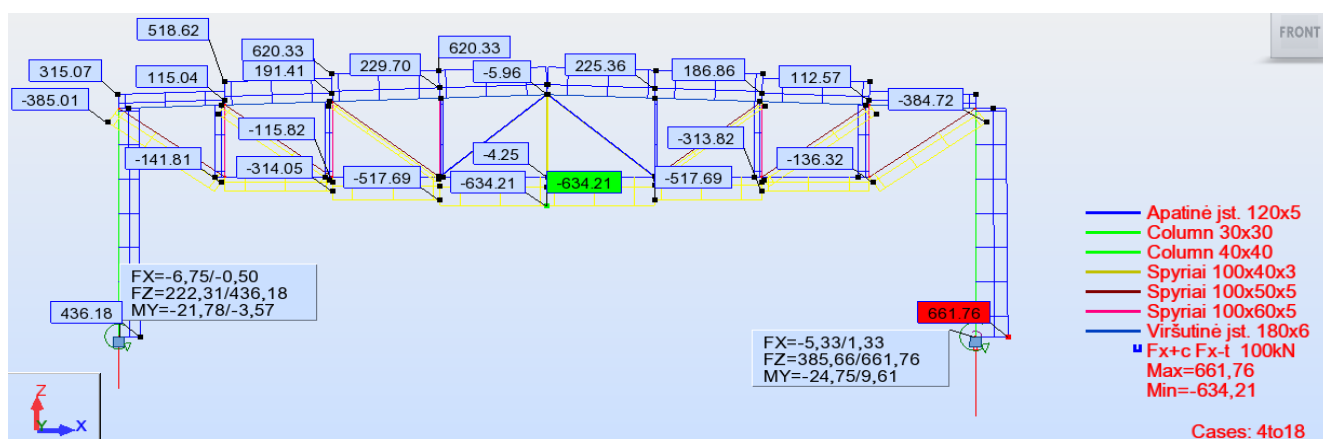 FRONT
518.62
620.33
620.33
315.07
115.04
191.41
229.70
-5.96
225.36
186.86
112.57
-385.01
-384.72
-115.82
-313.82
-141.81
-4.25
-136.32
-314.05
-517.69
-634.21
-634.21
-517.69
Apatinė įst. 120x5
Column 30x30
Column 40x40
Spyriai 100x40x3
Spyriai 100x50x5
Spyriai 100x60x5
Viršutinė įst. 180x6
Fx+c Fx-t 100kN
Max=661,76
Min=-634,21
FX=-6,75/-0,50
FZ=222,31/436,18
MY=-21,78/-3,57
436.18
661.76
FX=-5,33/1,33
FZ=385,66/661,76
MY=-24,75/9,61
Z
Y
X
Cases: 4to18